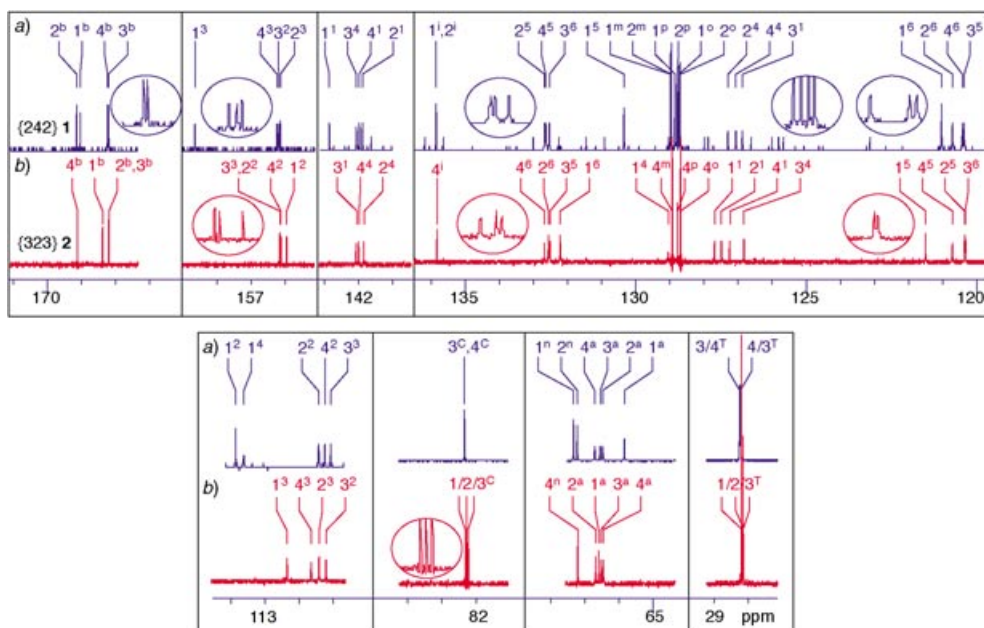 a) 2ᵇ 1ᵇ 4ᵇ 3ᵇ 1³ 4³ 3² 2³ 1¹ 3⁴ 4¹ 2¹ 1ⁱ,2ⁱ 2⁵ 4⁵ 3⁶ 1⁵ 1ᵐ 2ᵐ 1ᵖ 2ᵖ 1ᵒ 2ᵒ 2⁴ 4⁴ 3¹ 1⁶ 2⁶ 4⁶ 3⁵
{242} 1
b) 4ᵇ 1ᵇ 2ᵇ,3ᵇ 3³,2² 4² 1² 3¹ 4⁴ 2⁴ 4ⁱ 4⁶ 2⁶ 3⁵ 1⁶ 1⁴ 4ᵐ 4ᵖ 4ᵒ 1¹ 2¹ 4¹ 3⁴ 1⁵ 4⁵ 2⁵ 3⁶
{323} 2
170 157 142 135 130 125 120
a) 1² 1⁴ 2² 4² 3³ 3ᶜ,4ᶜ 1ⁿ 2ⁿ 4ᵃ 3ᵃ 2ᵃ 1ᵃ 3/4ᵀ 4/3ᵀ
b) 1³ 4³ 2³ 3² 1/2/3ᶜ 4ⁿ 2ᵃ 1ᵃ 3ᵃ 4ᵃ 1/2/3ᵀ
113 82 65 29 ppm